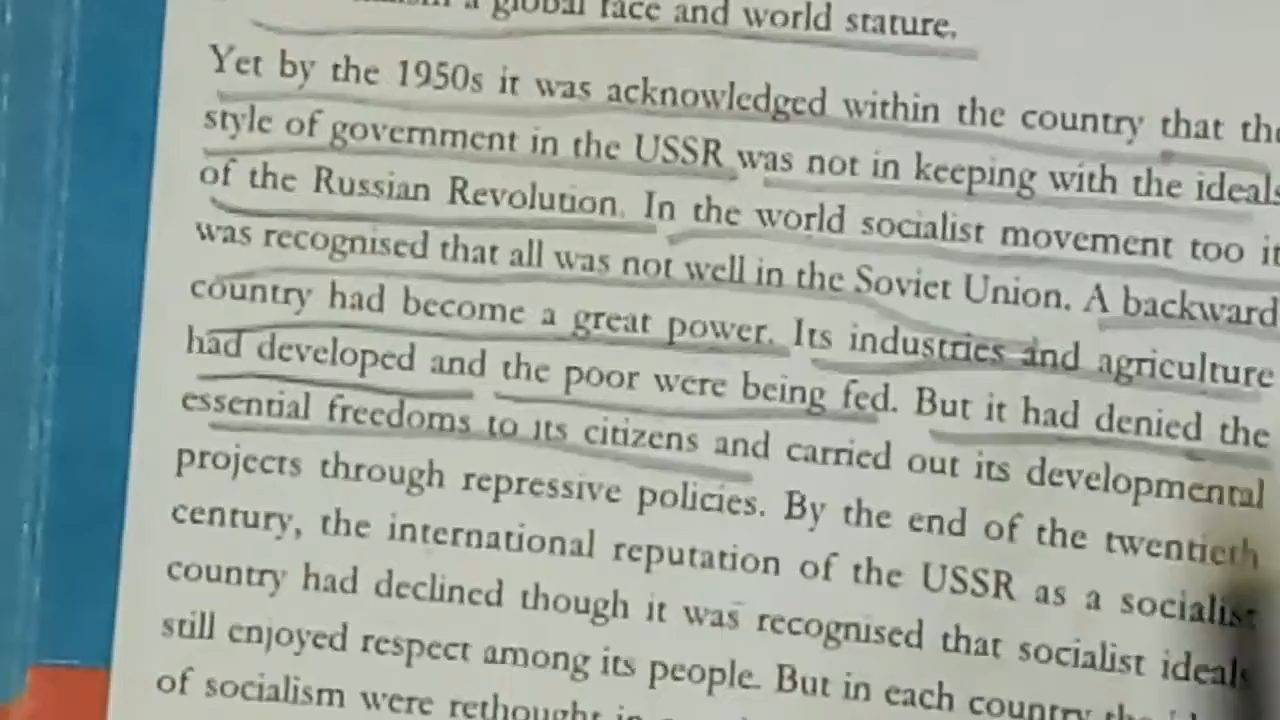 a global face and world stature.
Yet by the 1950s it was acknowledged within the country that the
style of government in the USSR was not in keeping with the ideals
of the Russian Revolution. In the world socialist movement too it
was recognised that all was not well in the Soviet Union. A backward
country had become a great power. Its industries and agriculture
had developed and the poor were being fed. But it had denied the
essential freedoms to its citizens and carried out its developmental
projects through repressive policies. By the end of the twentieth
century, the international reputation of the USSR as a socialist
country had declined though it was recognised that socialist ideals
still enjoyed respect among its people. But in each country
of socialism were rethought